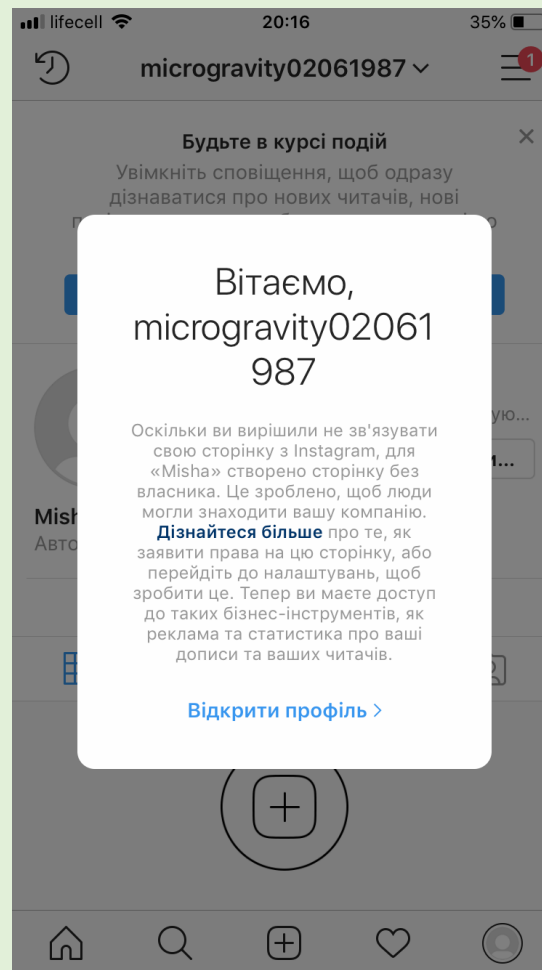 lifecell 20:16 35%
microgravity02061987
1
Будьте в курсі подій
Увімкніть сповіщення, щоб одразу
дізнаватися про нових читачів, нові
Вітаємо,
microgravity02061
987
Оскільки ви вирішили не зв'язувати
свою сторінку з Instagram, для
«Misha» створено сторінку без
власника. Це зроблено, щоб люди
могли знаходити вашу компанію.
Дізнайтеся більше про те, як
заявити права на цю сторінку, або
перейдіть до налаштувань, щоб
зробити це. Тепер ви маєте доступ
до таких бізнес-інструментів, як
реклама та статистика про ваші
дописи та ваших читачів.
Відкрити профіль